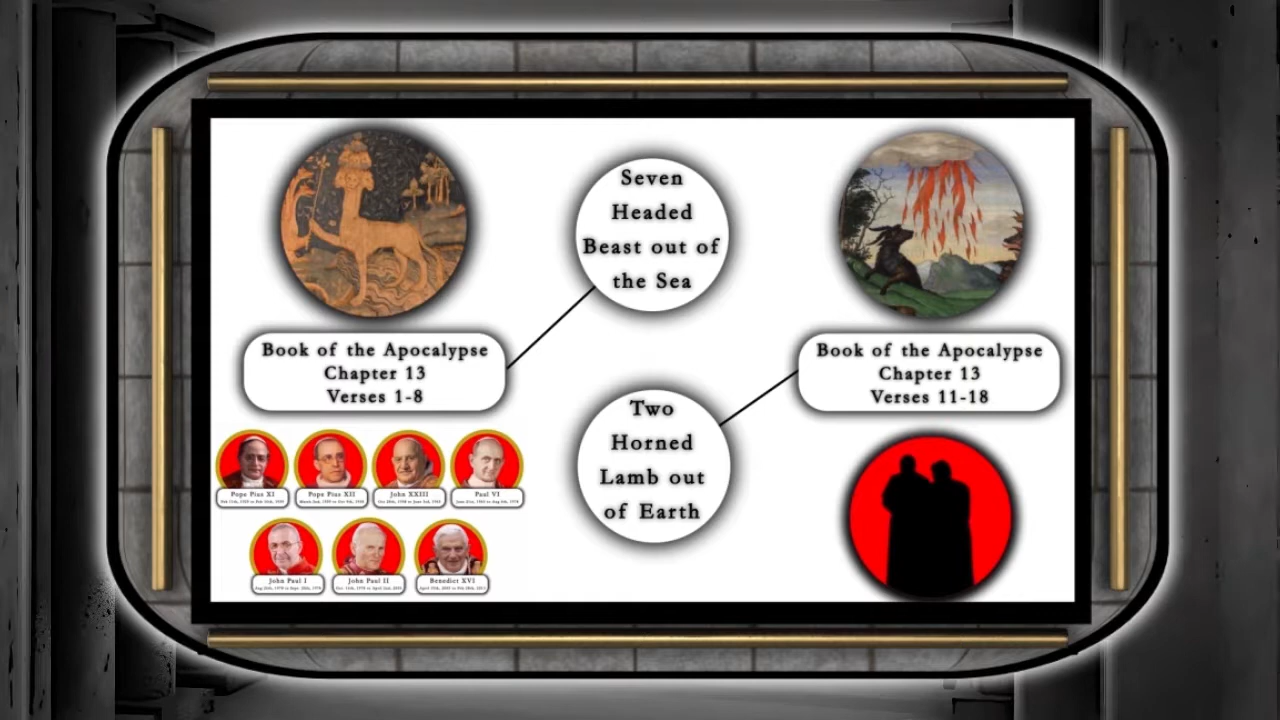 Seven
Headed
Beast out of
the Sea
Book of the Apocalypse
Chapter 13
Verses 1-8
Book of the Apocalypse
Chapter 13
Verses 11-18
Two
Horned
Lamb out
of Earth
Pope Pius XI
Pope Pius XII
John XXIII
Paul VI
John Paul I
John Paul II
Benedict XVI